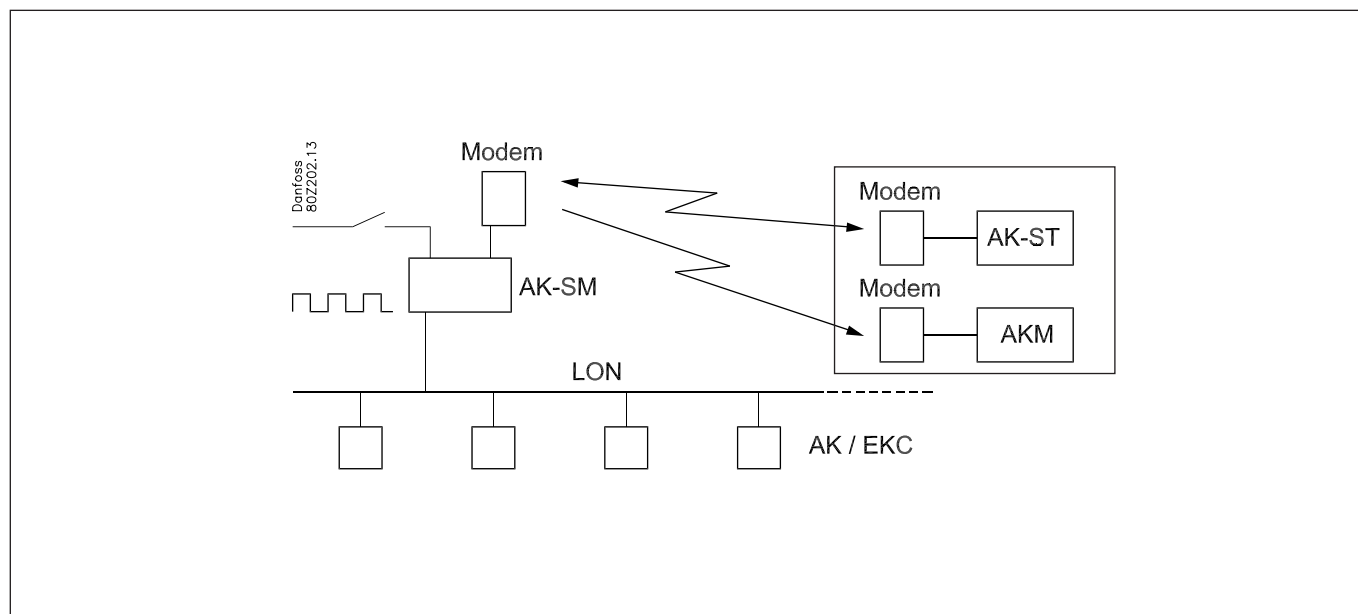 Danfoss
80Z202.13
Modem
Modem
AK-ST
AK-SM
Modem
AKM
LON
AK / EKC